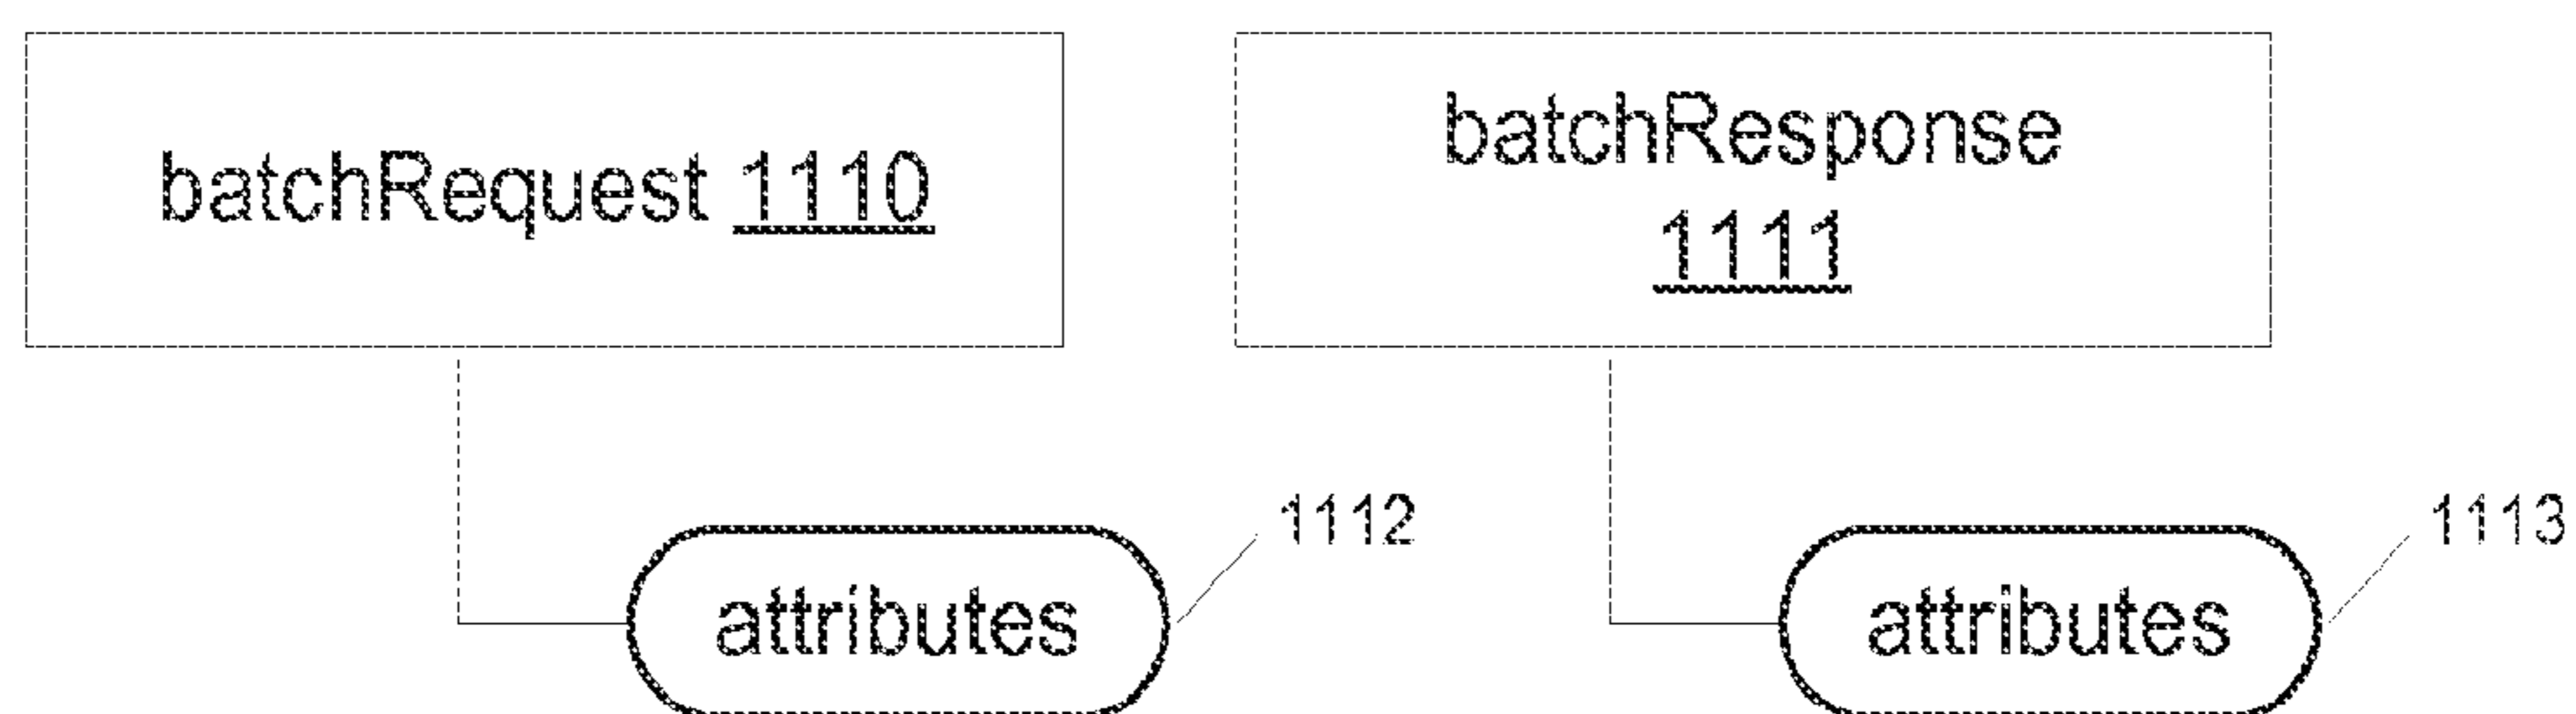 batchRequest 1110
batchResponse
1111
1112
attributes
1113
attributes